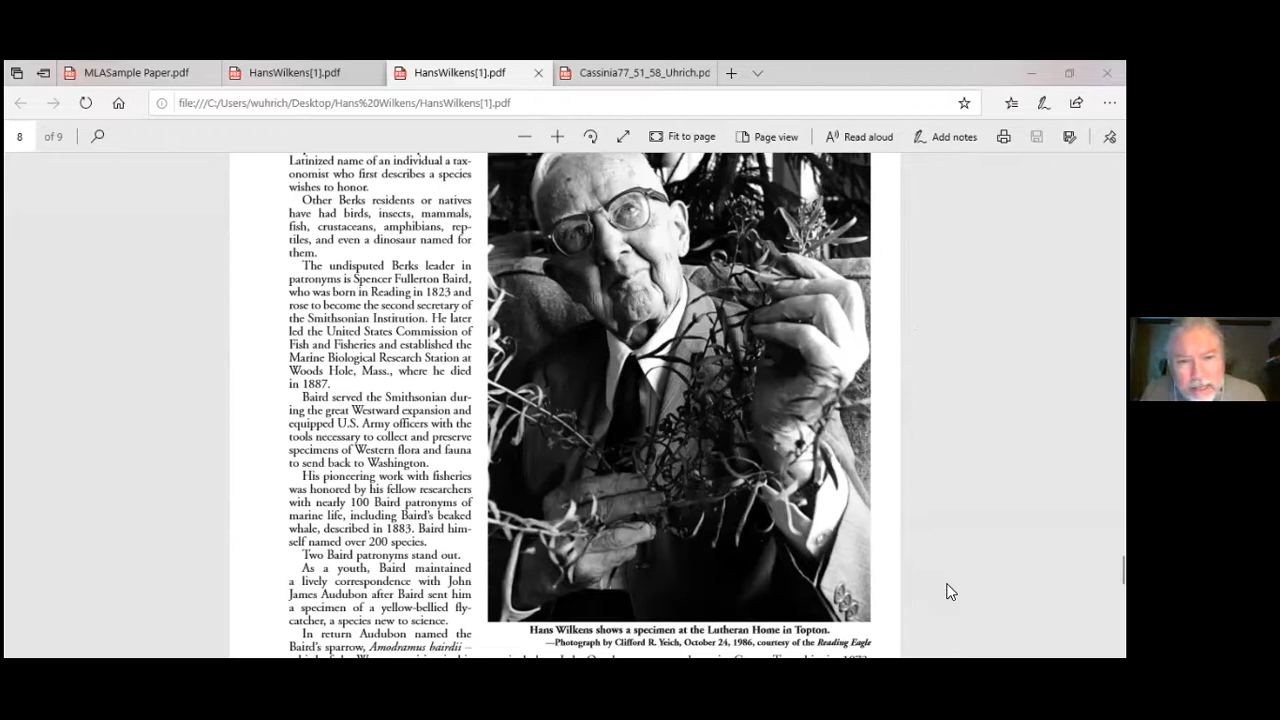 MLASample Paper.pdf
HansWilkens[1].pdf
HansWilkens[1].pdf
Cassinia77_51_58_Uhrich.pd
file:///C:/Users/wuhrich/Desktop/Hans%20Wilkens/HansWilkens[1].pdf
8 of 9
Fit to page
Page view
Read aloud
Add notes
Latinized name of an individual a tax-
onomist who first describes a species
wishes to honor.
Other Berks residents or natives
have had birds, insects, mammals,
fish, crustaceans, amphibians, rep-
tiles, and even a dinosaur named for
them.
The undisputed Berks leader in
patronyms is Spencer Fullerton Baird,
who was born in Reading in 1823 and
rose to become the second secretary of
the Smithsonian Institution. He later
led the United States Commission of
Fish and Fisheries and established the
Marine Biological Research Station at
Woods Hole, Mass., where he died
in 1887.
Baird served the Smithsonian dur-
ing the great Westward expansion and
equipped U.S. Army officers with the
tools necessary to collect and preserve
specimens of Western flora and fauna
to send back to Washington.
His pioneering work with fisheries
was honored by his fellow researchers
with nearly 100 Baird patronyms of
marine life, including Baird's beaked
whale, described in 1883. Baird him-
self named over 200 species.
Two Baird patronyms stand out.
As a youth, Baird maintained
a lively correspondence with John
James Audubon after Baird sent him
a specimen of a yellow-bellied fly-
catcher, a species new to science.
In return Audubon named the
Baird's sparrow, Amodramus bairdii –
Hans Wilkens shows a specimen at the Lutheran Home in Topton.
—Photograph by Clifford R. Yeich, October 24, 1986, courtesy of the Reading Eagle